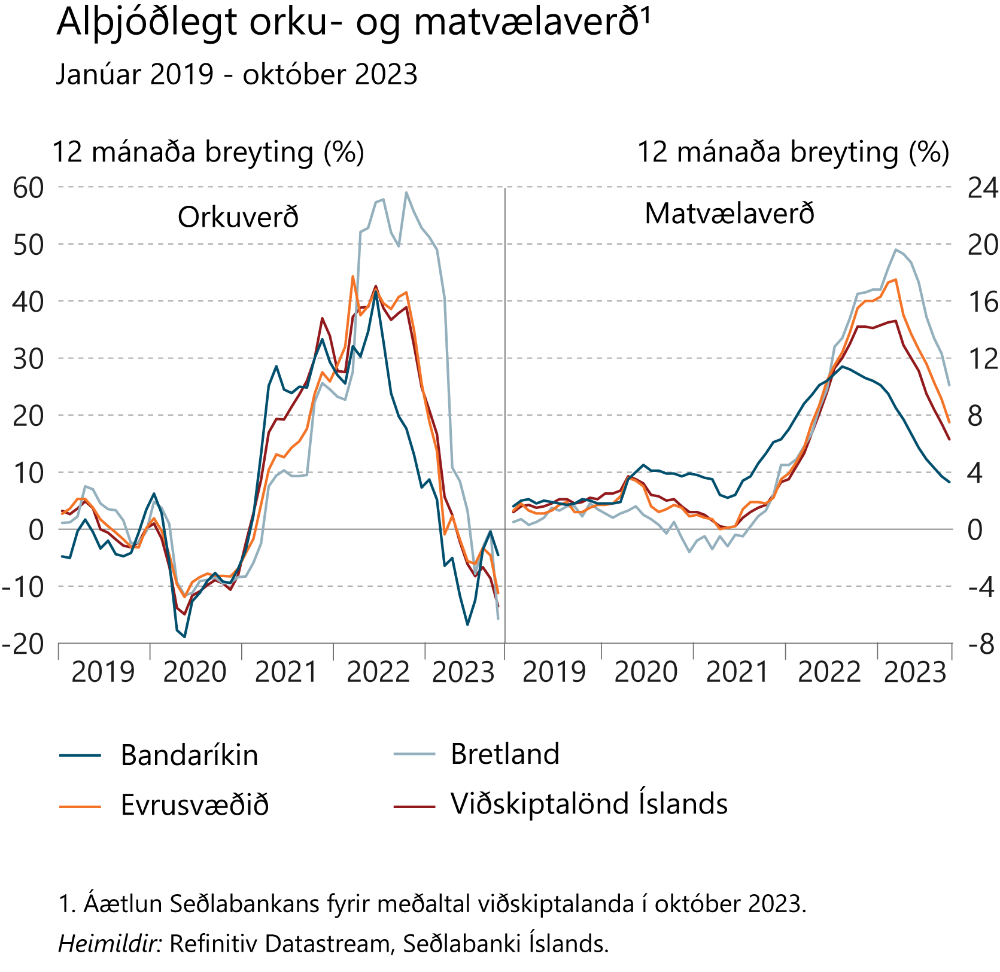 Alþjóðlegt orku- og matvælaverð¹
Janúar 2019 - október 2023
12 mánaða breyting (%)
12 mánaða breyting (%)
60
50
40
30
20
10
0
-10
-20
Orkuverð
Matvælaverð
24
20
16
12
8
4
0
-4
-8
2019 2020 2021 2022 2023 2019 2020 2021 2022 2023
Bandaríkin
Bretland
Evrusvæðið
Viðskiptalönd Íslands
1. Áætlun Seðlabankans fyrir meðaltal viðskiptalanda í október 2023.
Heimildir: Refinitiv Datastream, Seðlabanki Íslands.